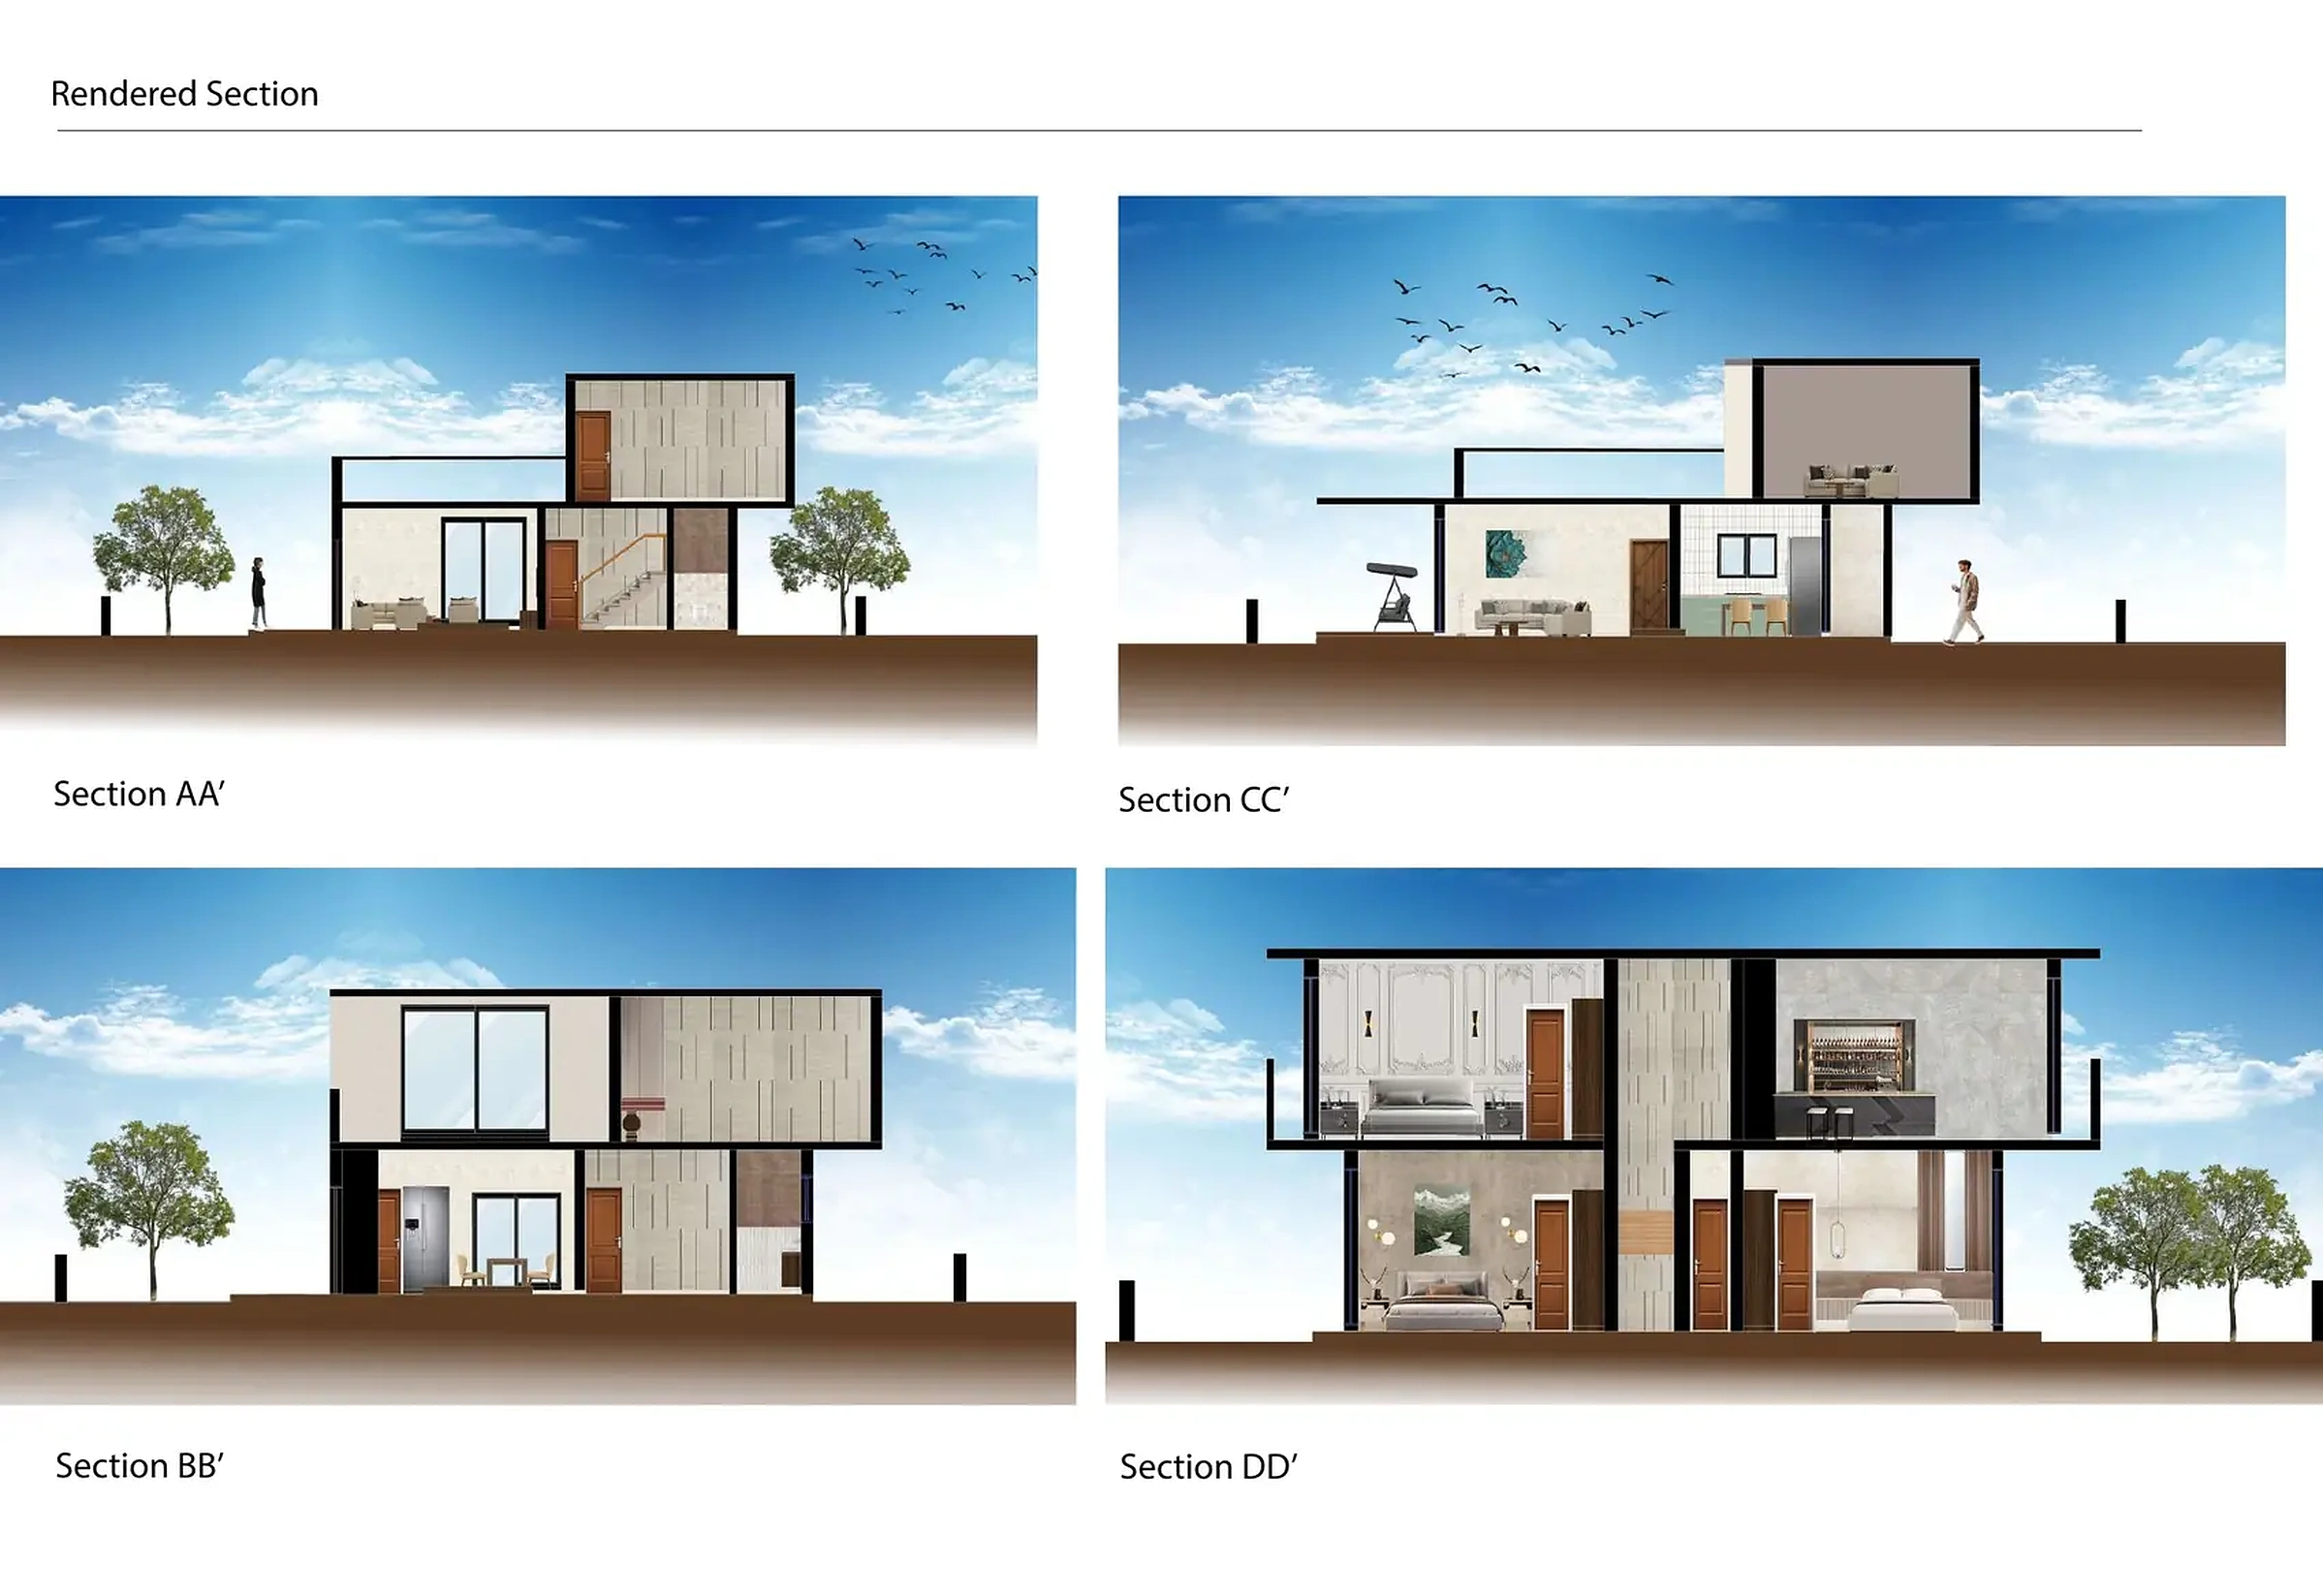 Rendered Section
Section AA’
Section CC’
Section BB’
Section DD’